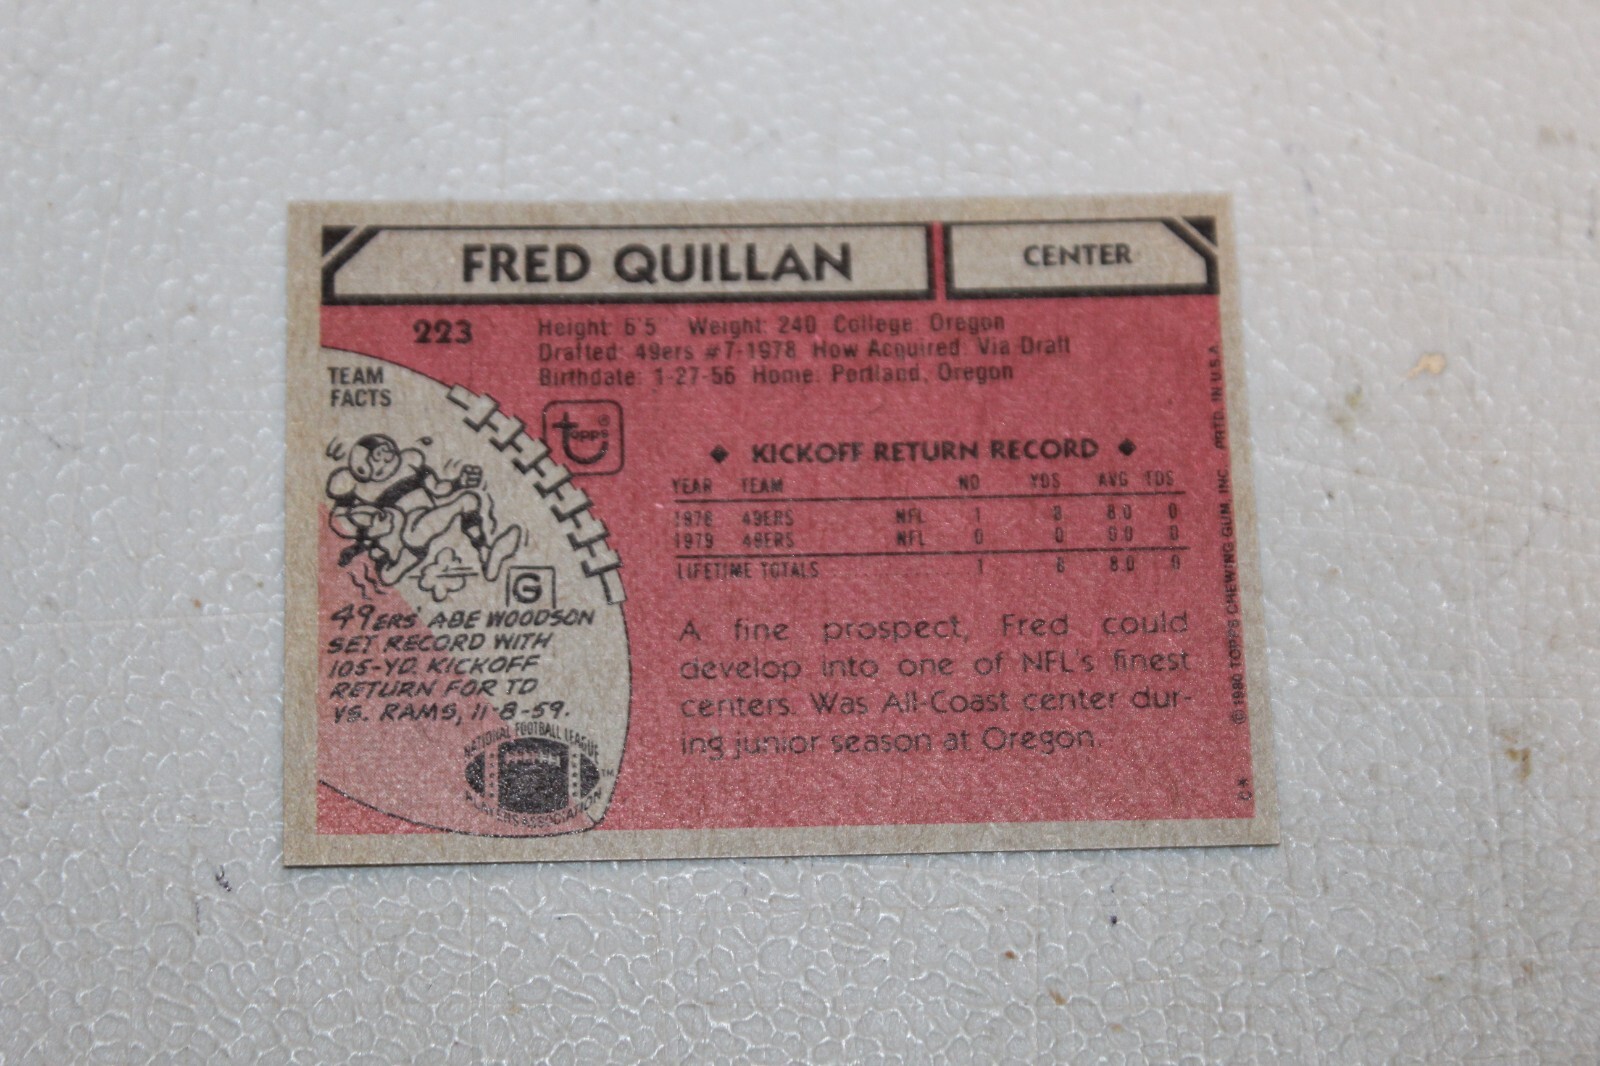 FRED QUILLAN
CENTER
223
Height: 6'5 Weight: 240 College: Oregon
Drafted: 49ers #7-1978 How Acquired: Via Draft
Birthdate: 1-27-56 Home: Portland, Oregon
TEAM
FACTS
topps®
G
49ERS' ABE WOODSON
SET RECORD WITH
105-YD. KICKOFF
RETURN FOR TD
VS. RAMS, 11-8-59.
NATIONAL FOOTBALL LEAGUE
PLAYERS
PLAYERS ASSOCIATION
TM
KICKOFF RETURN RECORD
YEAR TEAM NO YDS AVG TDS
1978 49ERS NFL 1 8 8.0 0
1979 49ERS NFL 0 0 0.0 0
LIFETIME TOTALS 1 8 8.0 0
A fine prospect, Fred could
develop into one of NFL's finest
centers. Was All-Coast center dur-
ing junior season at Oregon.
© 1980 TOPPS CHEWING GUM, INC. PRTD. IN U.S.A.